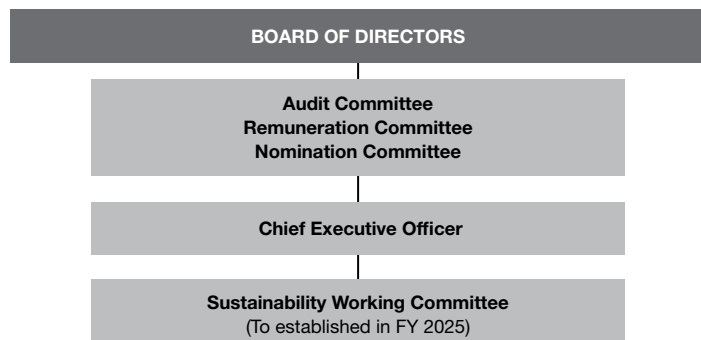 BOARD OF DIRECTORS
Audit Committee
Remuneration Committee
Nomination Committee
Chief Executive Officer
Sustainability Working Committee
(To established in FY 2025)